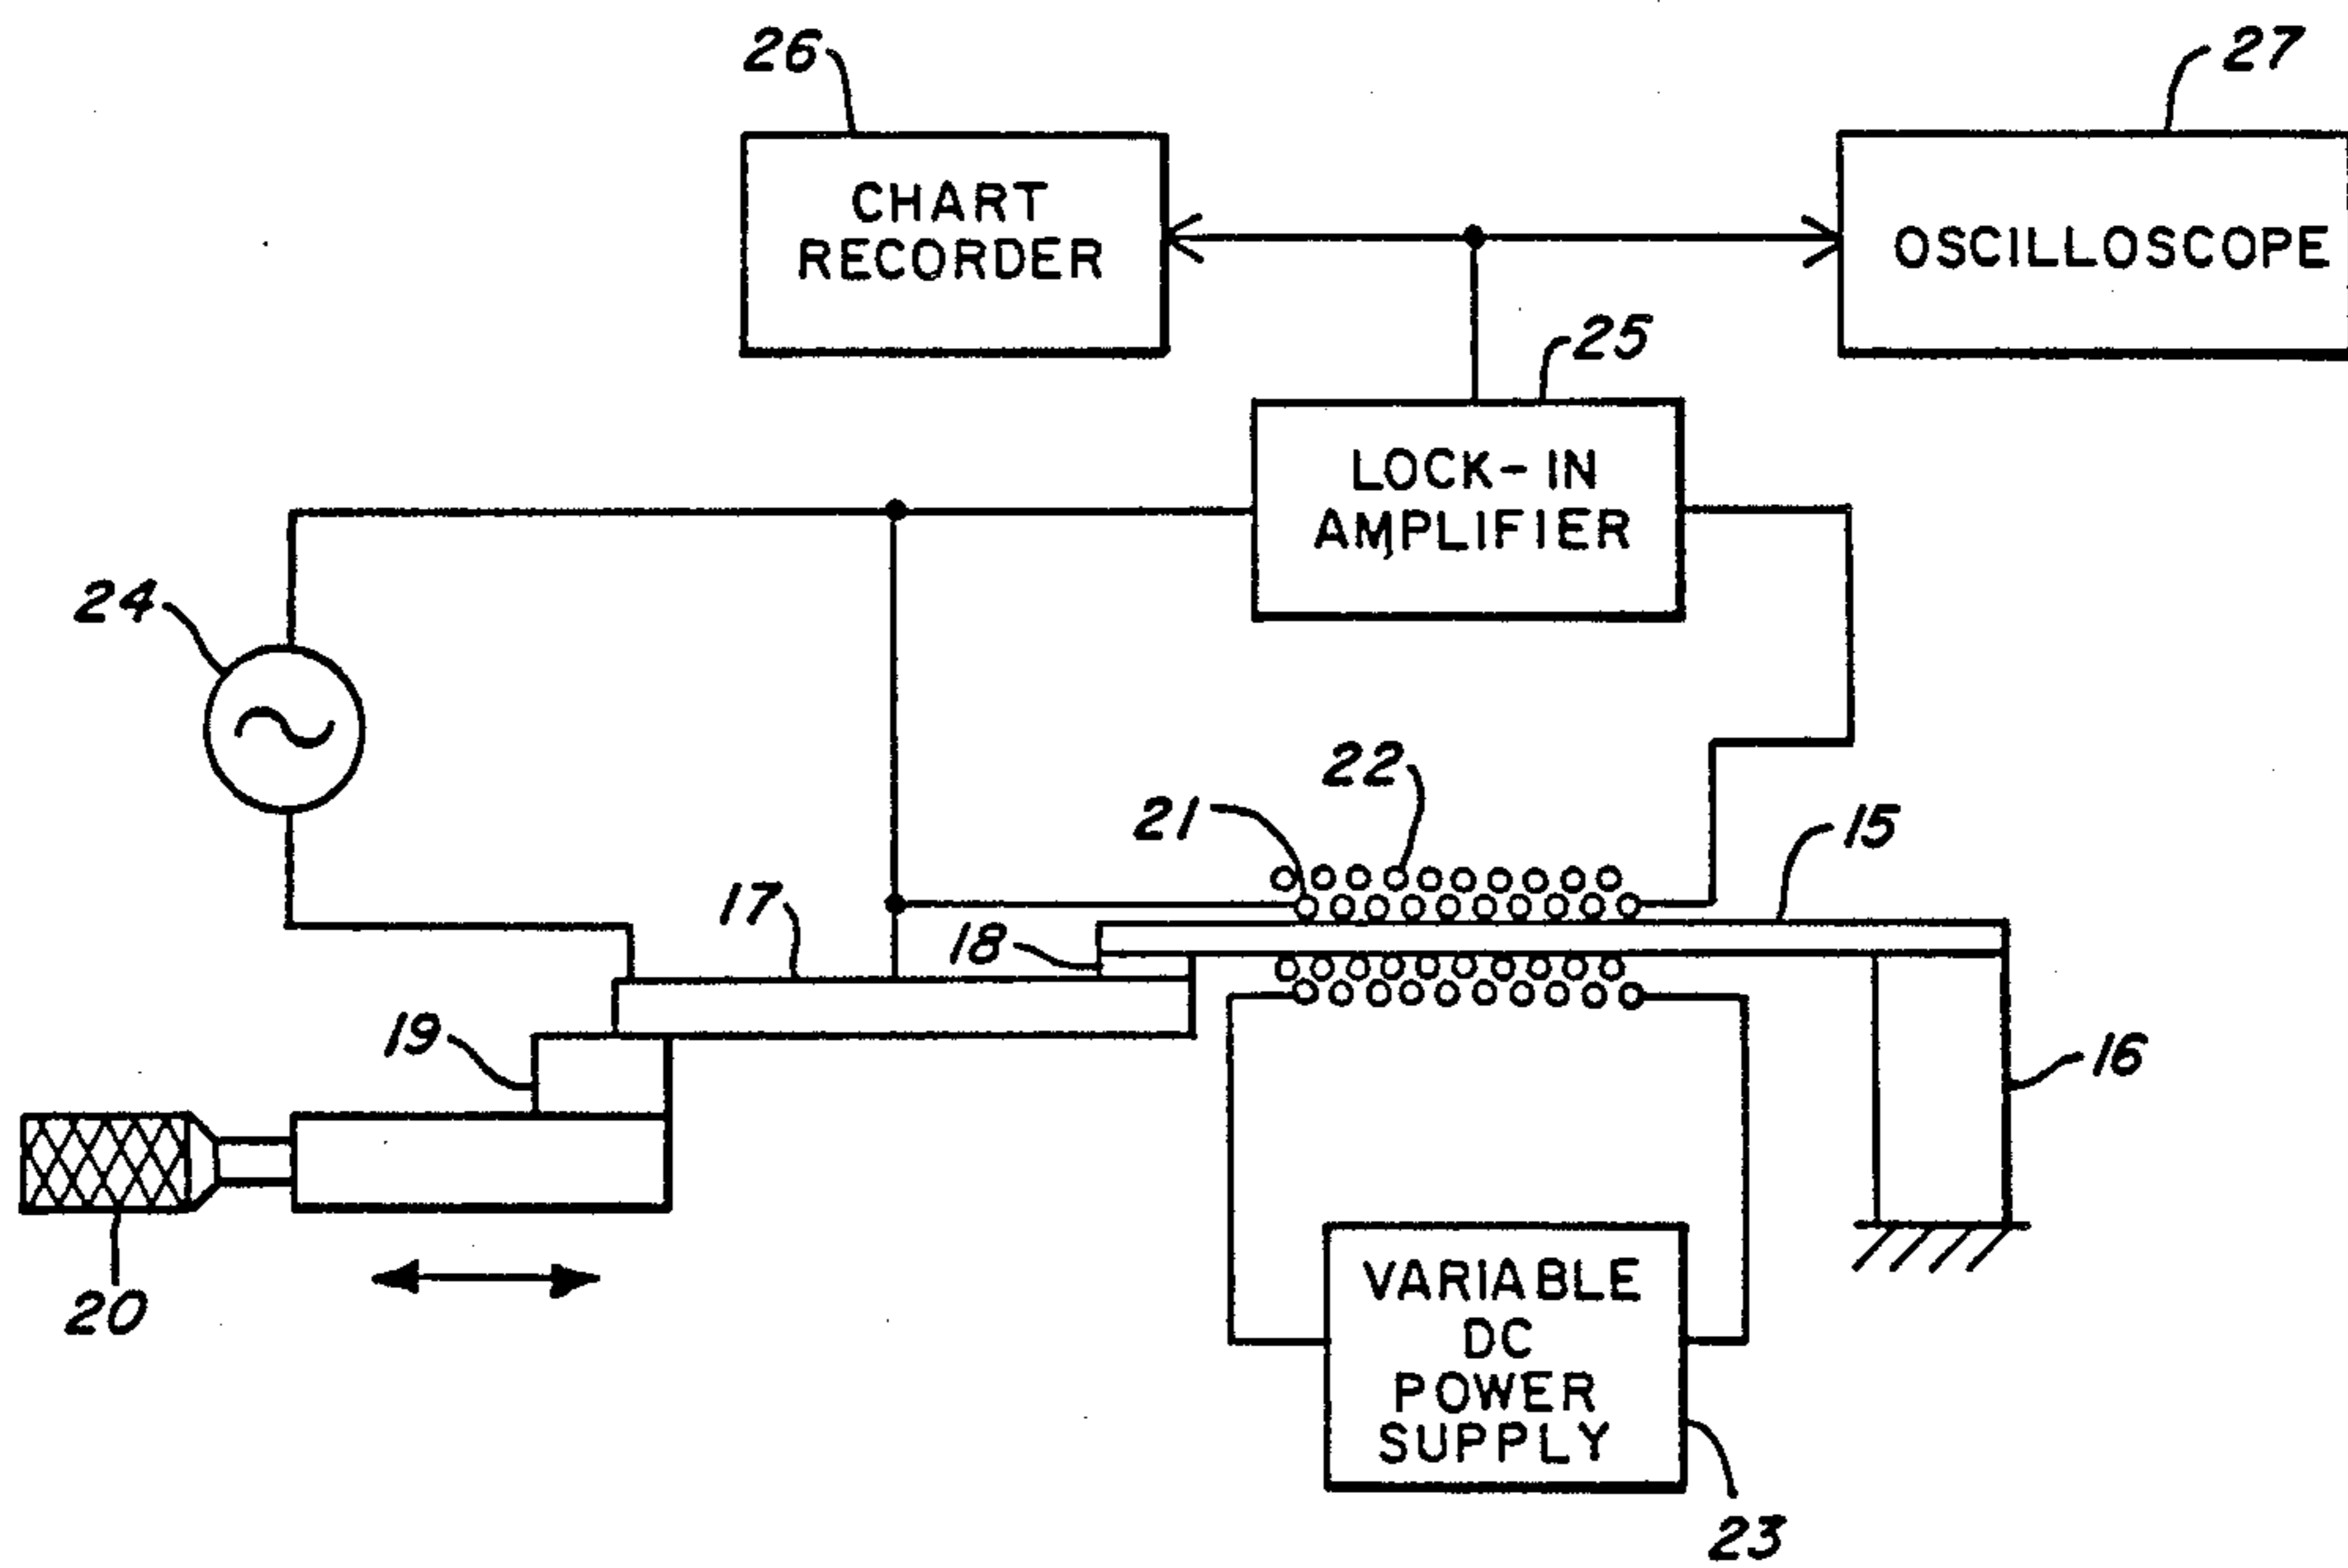 26
27
CHART
RECORDER
OSCILLOSCOPE
25
LOCK-IN
AMPLIFIER
24
22
21
15
17
18
19
16
20
VARIABLE
DC
POWER
SUPPLY
23